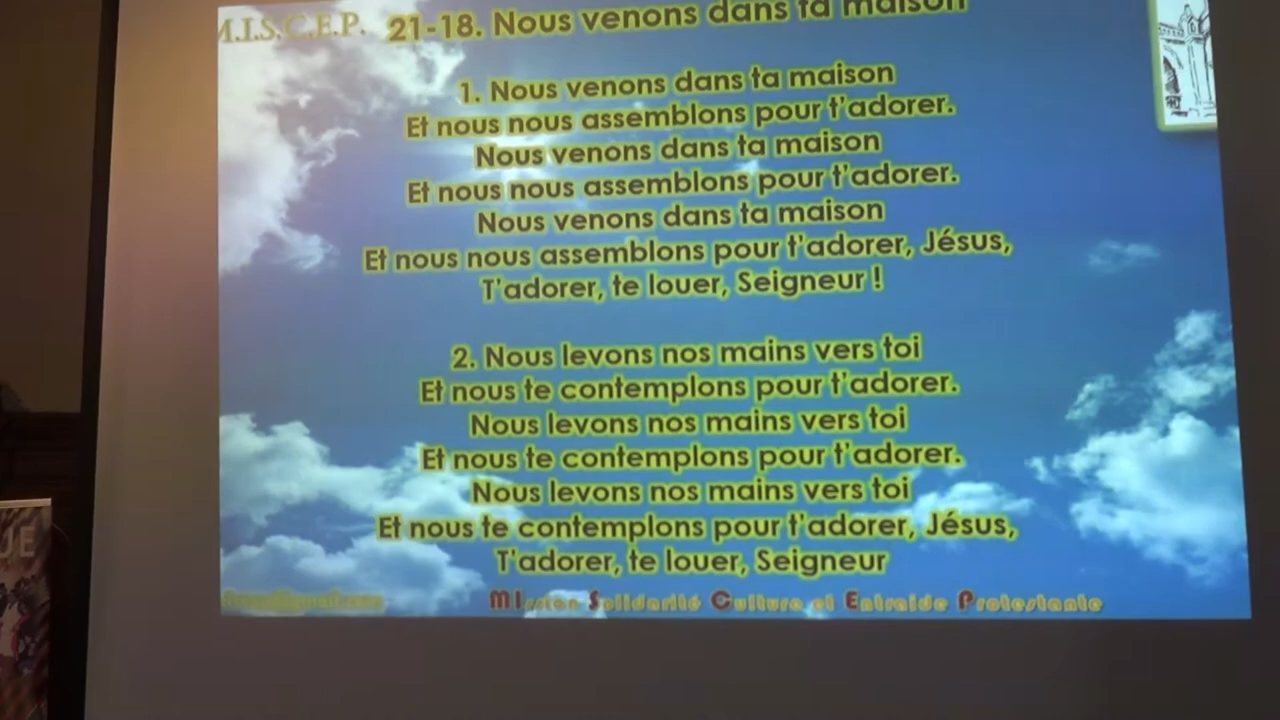 M.I.S.C.E.P.
21-18. Nous venons dans ta maison
1. Nous venons dans ta maison
Et nous nous assemblons pour t'adorer.
Nous venons dans ta maison
Et nous nous assemblons pour t'adorer.
Nous venons dans ta maison
Et nous nous assemblons pour t'adorer, Jésus,
T'adorer, te louer, Seigneur !
2. Nous levons nos mains vers toi
Et nous te contemplons pour t'adorer.
Nous levons nos mains vers toi
Et nous te contemplons pour t'adorer.
Nous levons nos mains vers toi
Et nous te contemplons pour t'adorer, Jésus,
T'adorer, te louer, Seigneur
MIssion Solidarité Culture et Entraide Protestante